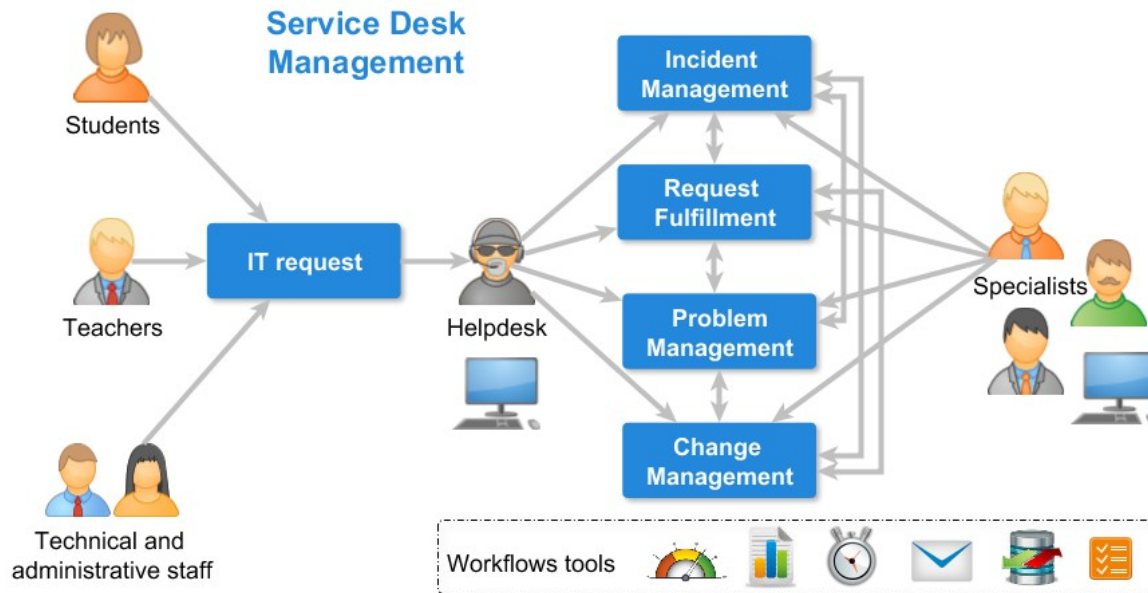 Service Desk
Management
Students
Teachers
Technical and
administrative staff
IT request
Helpdesk
Incident
Management
Request
Fulfillment
Problem
Management
Change
Management
Specialists
Workflows tools